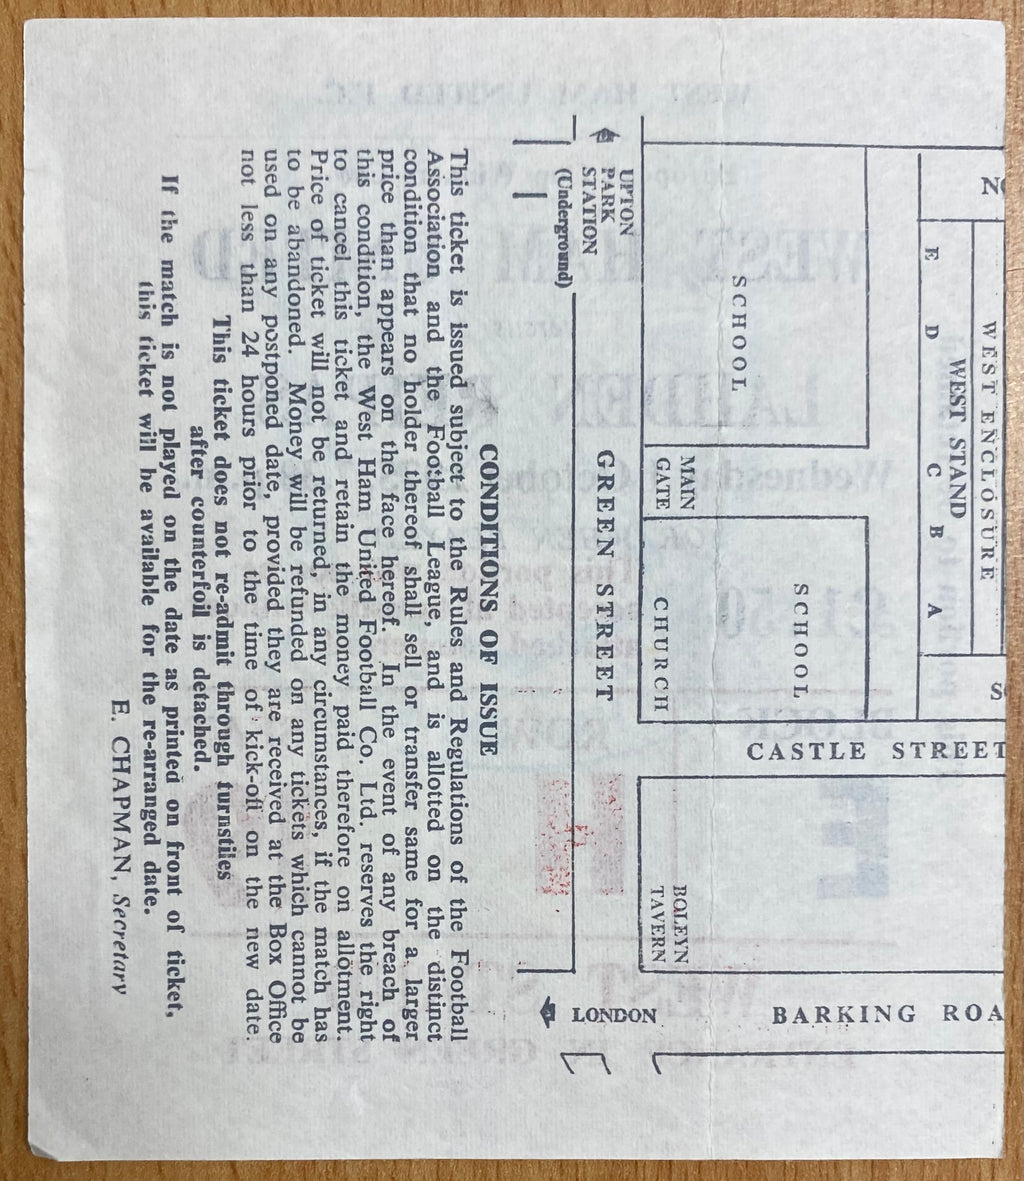 NO
E D C B A
WEST STAND
WEST ENCLOSURE
SCHOOL
SCHOOL
CHURCH
MAIN
GATE
CASTLE STREET
BOLEYN
TAVERN
BARKING ROA
LONDON
GREEN STREET
UPTON
PARK
STATION
(Underground)
CONDITIONS OF ISSUE
This ticket is issued subject to the Rules and Regulations of the Football
Association and the Football League, and is allotted on the distinct
condition that no holder thereof shall sell or transfer same for a larger
price than appears on the face hereof. In the event of any breach of
this condition, the West Ham United Football Co. Ltd. reserves the right
to cancel this ticket and retain the money paid therefore on allotment.
Price of ticket will not be returned, in any circumstances, if the match has
to be abandoned. Money will be refunded on any tickets which cannot be
used on any postponed date, provided they are received at the Box Office
not less than 24 hours prior to the time of kick-off on the new date.
This ticket does not re-admit through turnstiles
after counterfoil is detached.
If the match is not played on the date as printed on front of ticket,
this ticket will be available for the re-arranged date.
E. CHAPMAN, Secretary